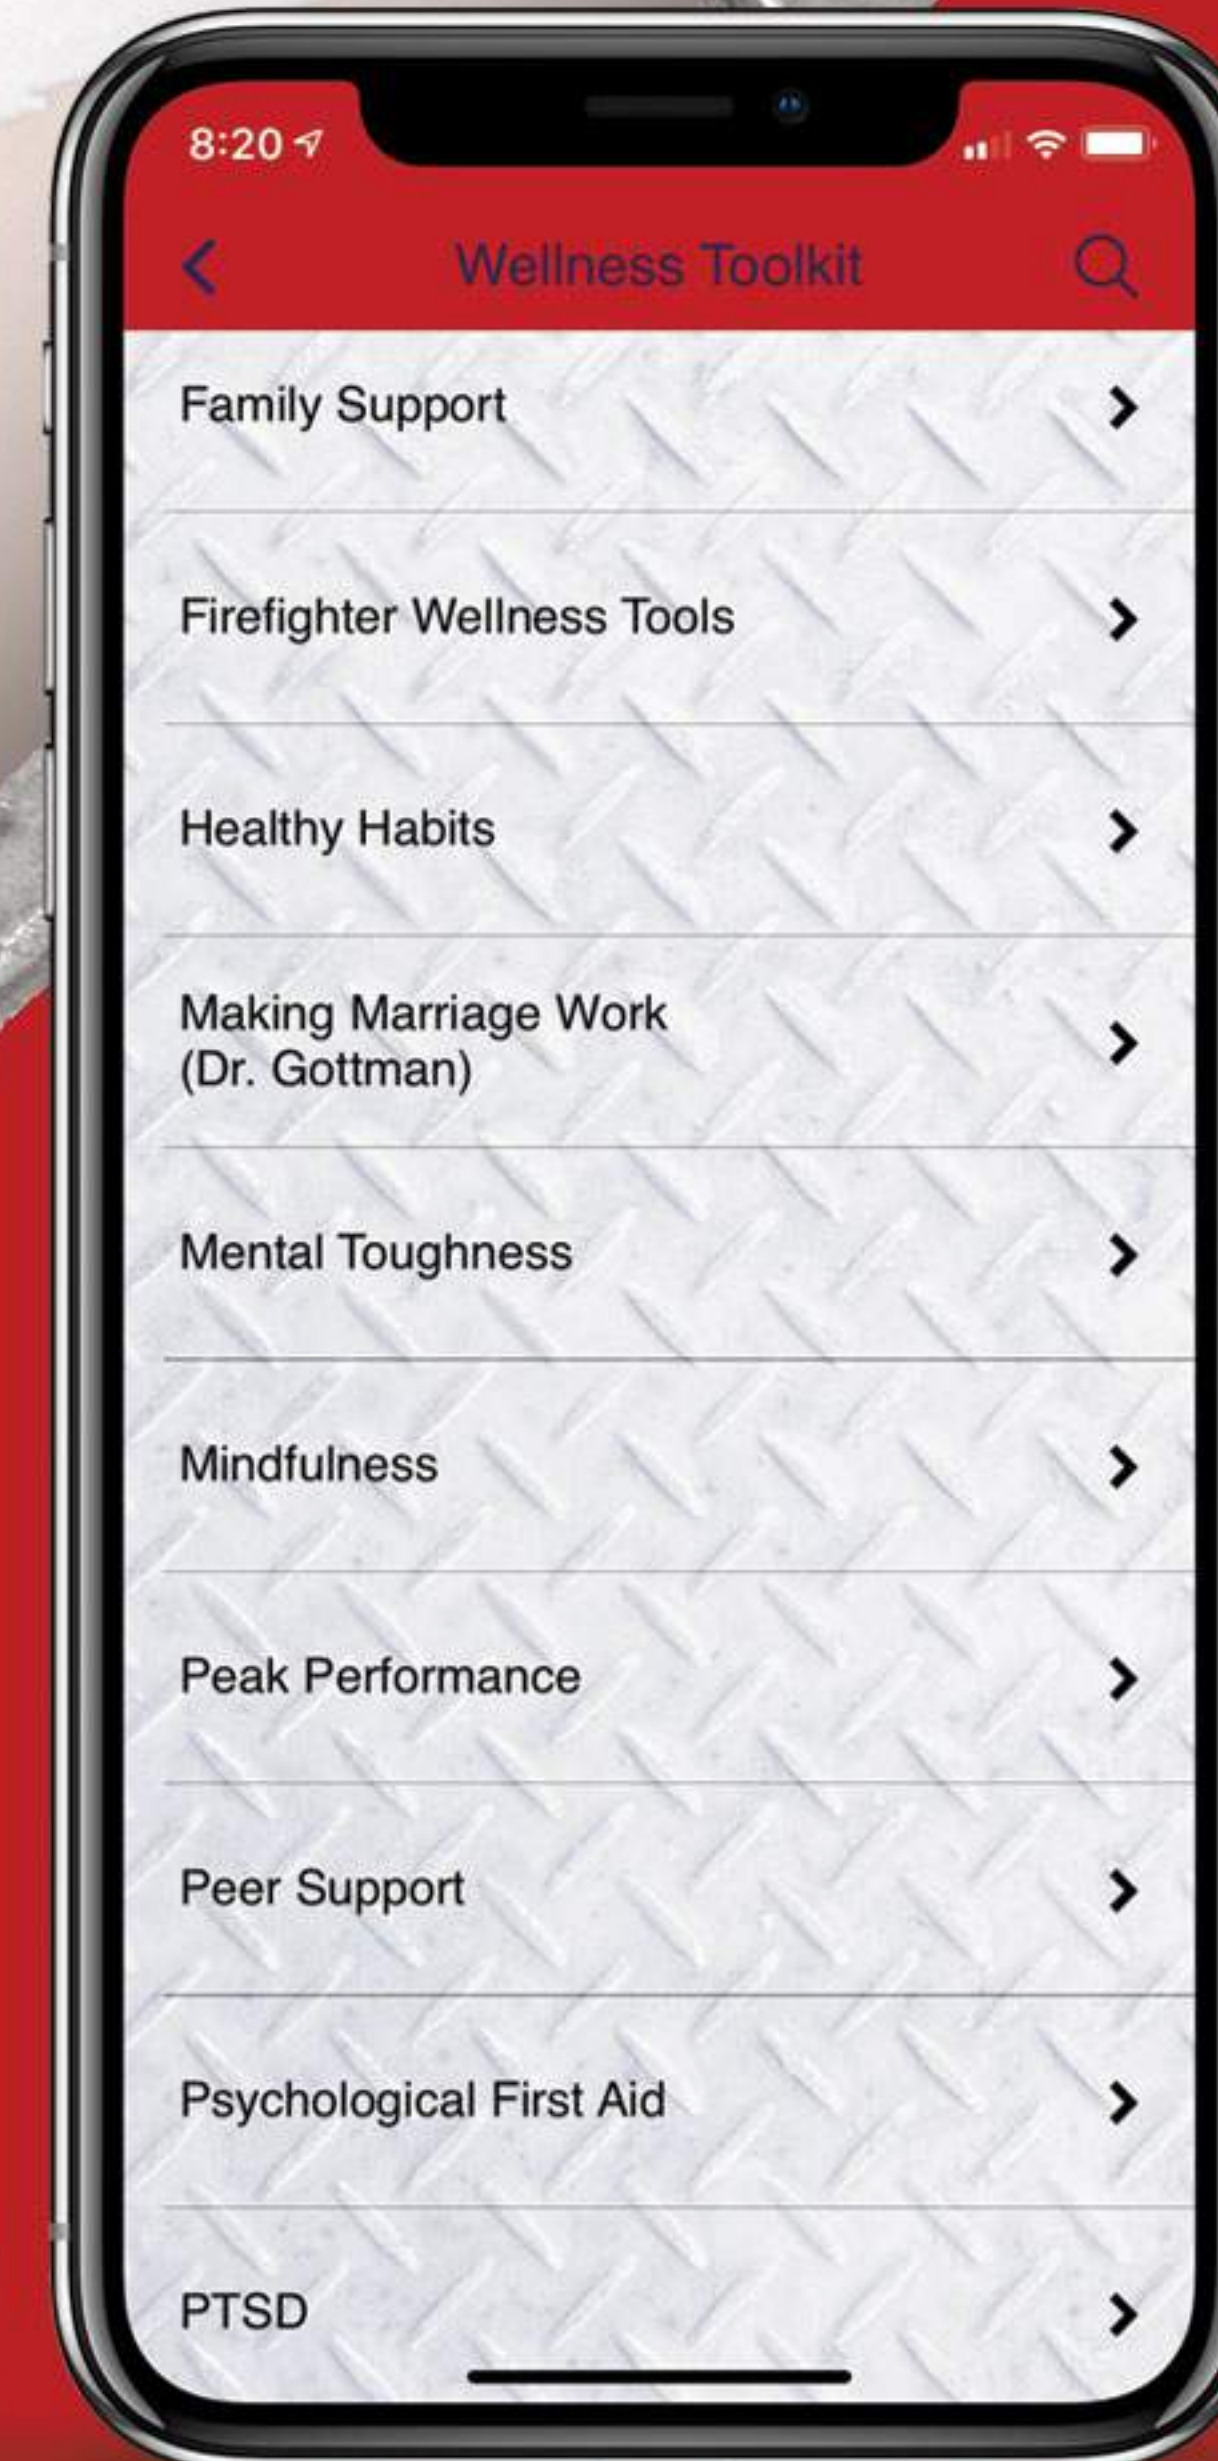 8:20
Wellness Toolkit
Family Support
Firefighter Wellness Tools
Healthy Habits
Making Marriage Work
(Dr. Gottman)
Mental Toughness
Mindfulness
Peak Performance
Peer Support
Psychological First Aid
PTSD